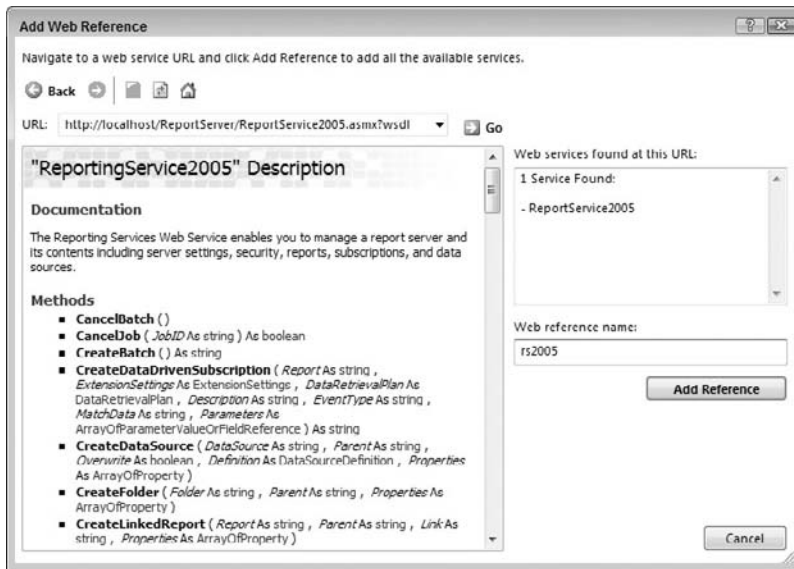 Add Web Reference
Navigate to a web service URL and click Add Reference to add all the available services.
Back
URL: http://localhost/ReportServer/ReportService2005.asmx?wsdl Go
"ReportingService2005" Description
Documentation
The Reporting Services Web Service enables you to manage a report server and
its contents including server settings, security, reports, subscriptions, and data
sources.
Methods
CancelBatch ()
CancelJob ( JobID As string ) As boolean
CreateBatch () As string
CreateDataDrivenSubscription ( Report As string ,
ExtensionSettings As ExtensionSettings , DataRetrievalPlan As
DataRetrievalPlan , Description As string , EventType As string ,
MatchData As string , Parameters As
ArrayOfParameterValueOrFieldReference ) As string
CreateDataSource ( DataSource As string , Parent As string ,
Overwrite As boolean , Definition As DataSourceDefinition , Properties
As ArrayOfProperty )
CreateFolder ( Folder As string , Parent As string , Properties As
ArrayOfProperty )
CreateLinkedReport ( Report As string , Parent As string , Link As
string , Properties As ArrayOfProperty )
Web services found at this URL:
1 Service Found:
- ReportService2005
Web reference name:
rs2005
Add Reference
Cancel